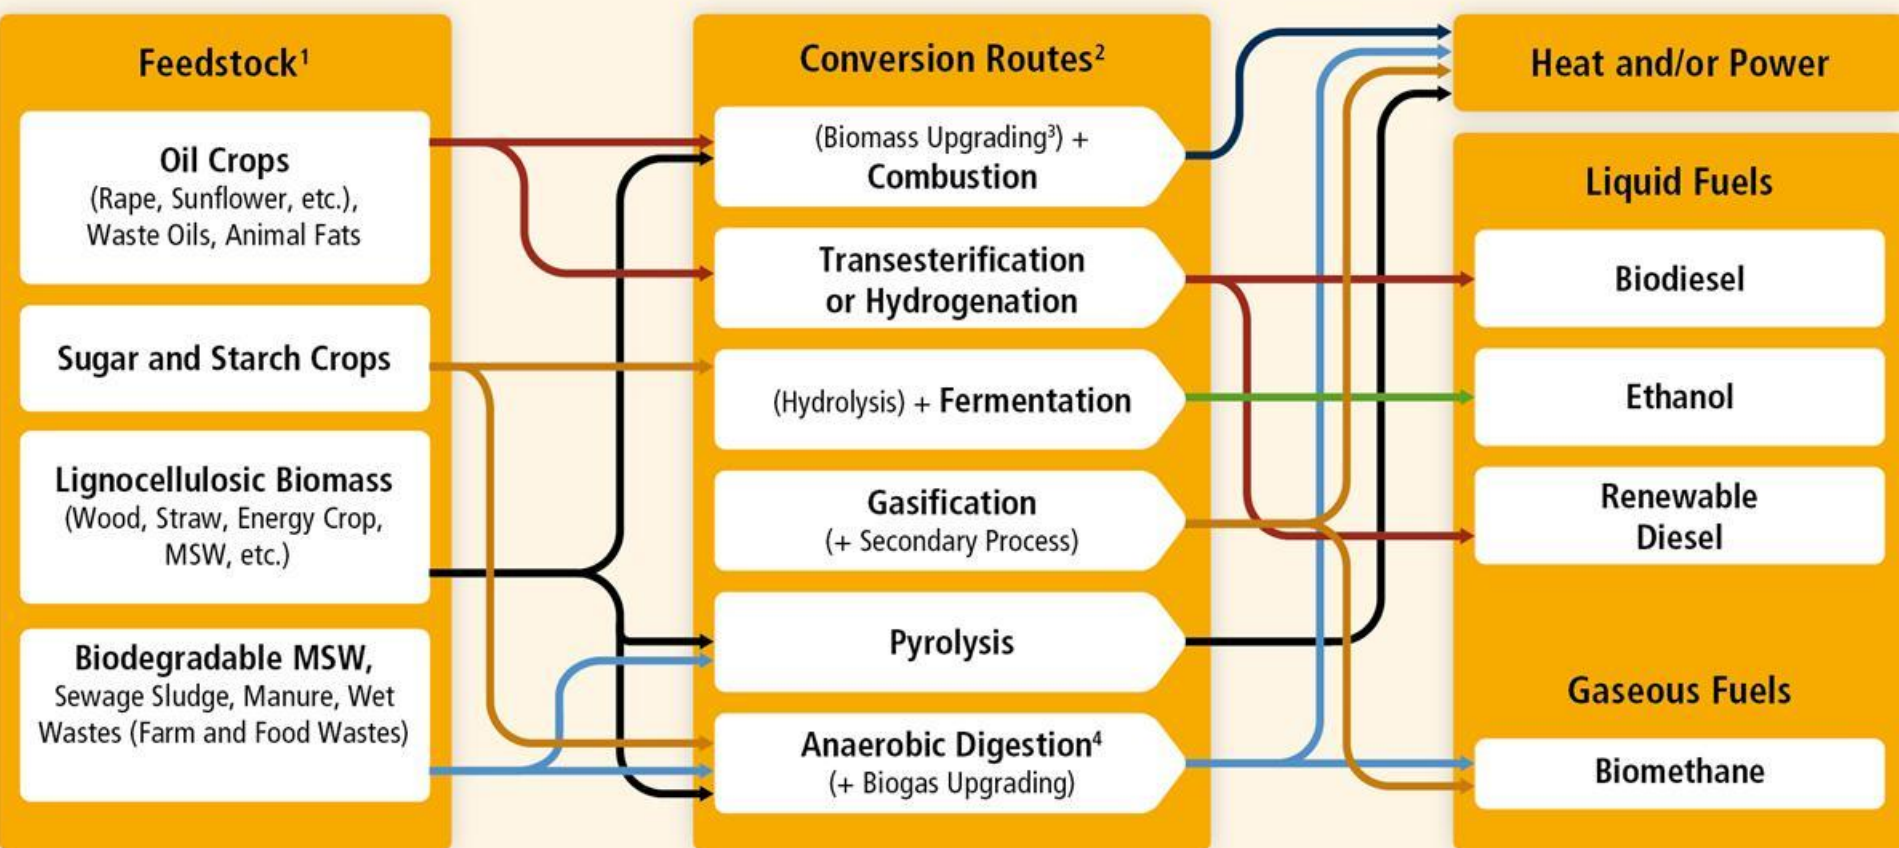 Feedstock¹
Oil Crops
(Rape, Sunflower, etc.),
Waste Oils, Animal Fats
Sugar and Starch Crops
Lignocellulosic Biomass
(Wood, Straw, Energy Crop,
MSW, etc.)
Biodegradable MSW,
Sewage Sludge, Manure, Wet
Wastes (Farm and Food Wastes)
Conversion Routes²
(Biomass Upgrading³) +
Combustion
Transesterification
or Hydrogenation
(Hydrolysis) + Fermentation
Gasification
(+ Secondary Process)
Pyrolysis
Anaerobic Digestion⁴
(+ Biogas Upgrading)
Heat and/or Power
Liquid Fuels
Biodiesel
Ethanol
Renewable
Diesel
Gaseous Fuels
Biomethane